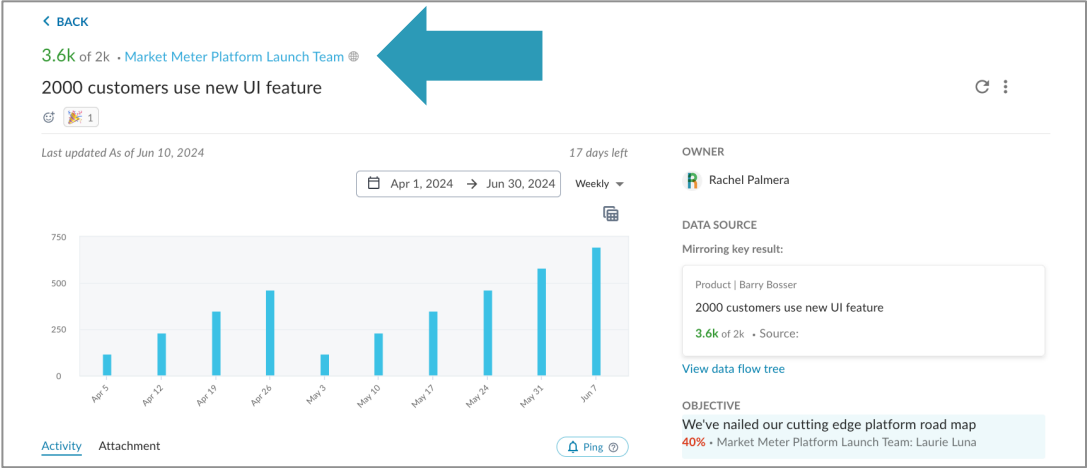 BACK
3.6k of 2k • Market Meter Platform Launch Team
2000 customers use new UI feature
1
Last updated As of Jun 10, 2024
17 days left
Apr 1, 2024 → Jun 30, 2024
Weekly
750
500
250
0
Apr 5
Apr 12
Apr 19
Apr 26
May 3
May 10
May 17
May 24
May 31
Jun 7
Activity
Attachment
Ping
OWNER
R
Rachel Palmera
DATA SOURCE
Mirroring key result:
Product | Barry Bosser
2000 customers use new UI feature
3.6k of 2k • Source:
View data flow tree
OBJECTIVE
We've nailed our cutting edge platform road map
40% • Market Meter Platform Launch Team: Laurie Luna